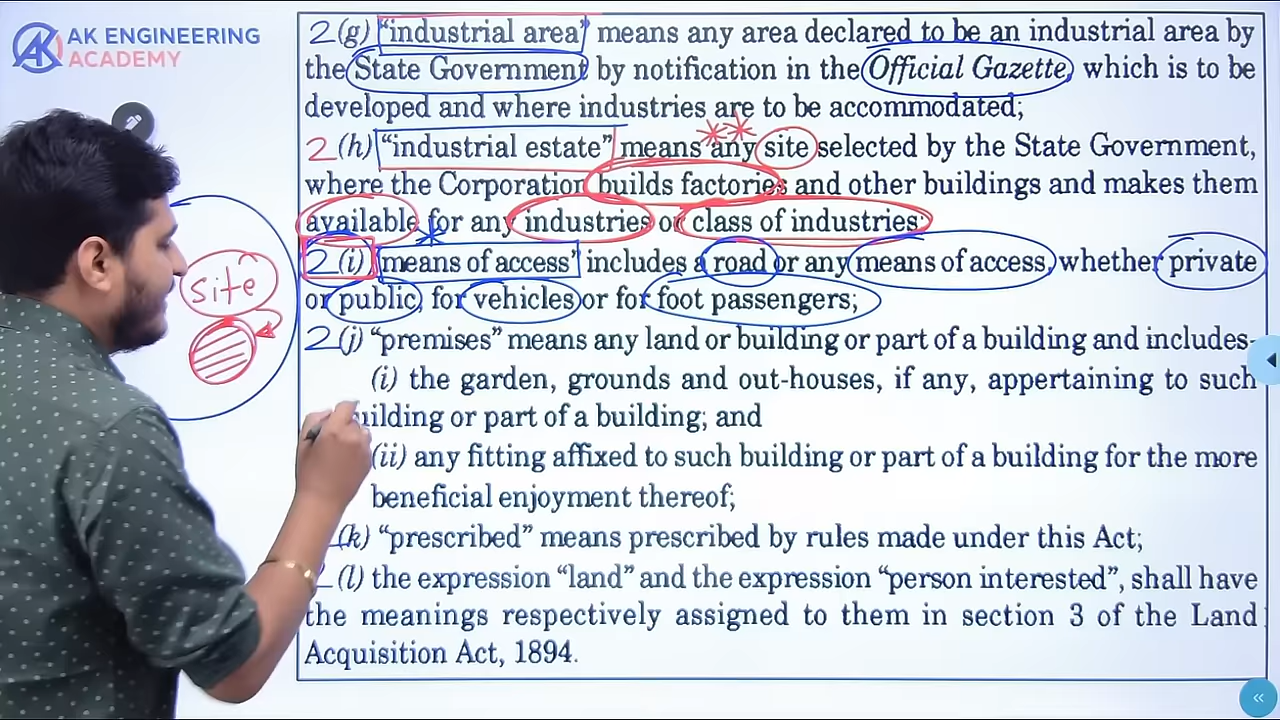 AK ENGINEERING
ACADEMY
2(g) "industrial area" means any area declared to be an industrial area by
the State Government by notification in the Official Gazette, which is to be
developed and where industries are to be accommodated;
2(h) "industrial estate" means any site selected by the State Government,
where the Corporation builds factories and other buildings and makes them
available for any industries or class of industries;
2(i) "means of access" includes a road or any means of access, whether private
or public, for vehicles or for foot passengers;
site
2(j) "premises" means any land or building or part of a building and includes-
(i) the garden, grounds and out-houses, if any, appertaining to such
building or part of a building; and
(ii) any fitting affixed to such building or part of a building for the more
beneficial enjoyment thereof;
(k) "prescribed" means prescribed by rules made under this Act;
(l) the expression "land" and the expression "person interested", shall have
the meanings respectively assigned to them in section 3 of the Land
Acquisition Act, 1894.